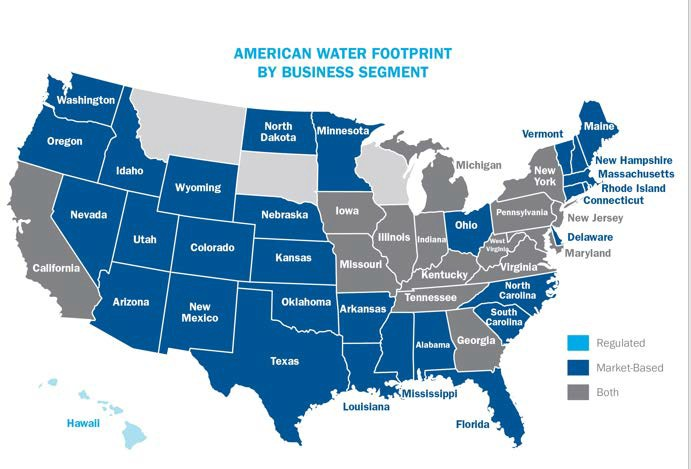 AMERICAN WATER FOOTPRINT
BY BUSINESS SEGMENT
Washington
Oregon
Idaho
Wyoming
North
Dakota
Minnesota
Nebraska
Nevada
Utah
Colorado
Kansas
California
Arizona
New
Mexico
Oklahoma
Texas
Iowa
Missouri
Arkansas
Louisiana
Illinois
Indiana
Michigan
Ohio
Kentucky
Tennessee
Mississippi
Alabama
Georgia
Florida
West
Virginia
Virginia
North
Carolina
South
Carolina
Pennsylvania
New
York
Vermont
Maine
New Hampshire
Massachusetts
Rhode Island
Connecticut
New Jersey
Delaware
Maryland
Hawaii
Regulated
Market-Based
Both